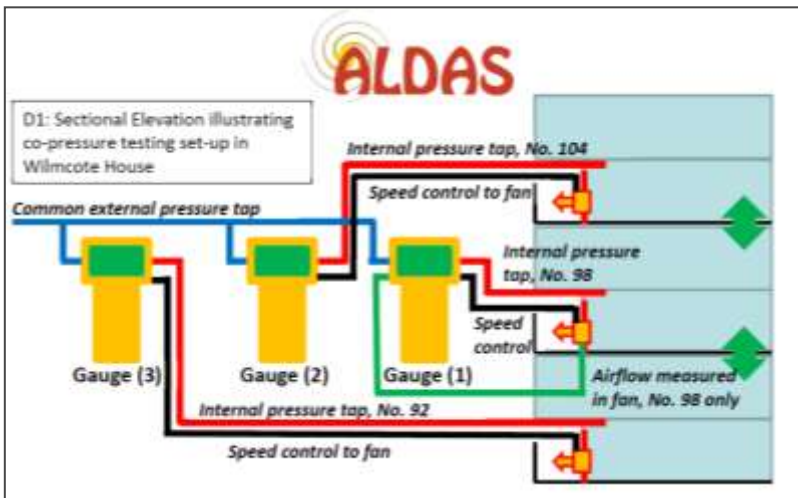 ALDAS
D1: Sectional Elevation illustrating
co-pressure testing set-up in
Wilmcote House
Internal pressure tap, No. 104
Speed control to fan
Common external pressure tap
Internal pressure
tap, No. 98
Speed
control
Gauge (3)
Gauge (2)
Gauge (1)
Airflow measured
in fan, No. 98 only
Internal pressure tap, No. 92
Speed control to fan